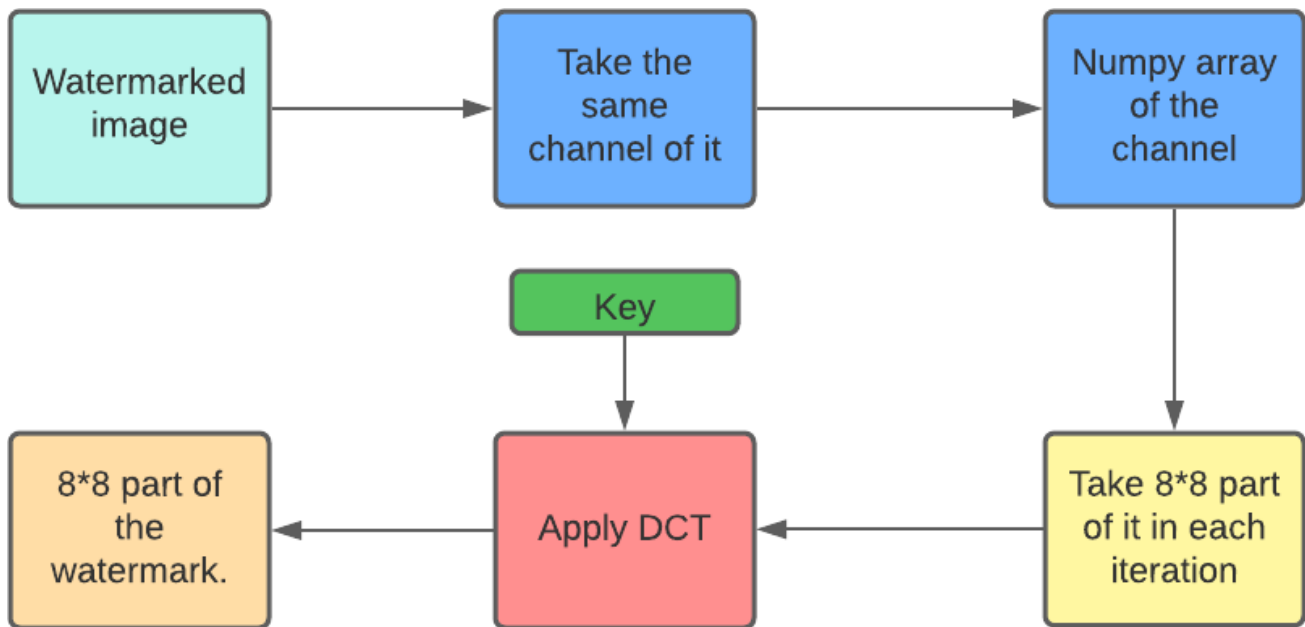 Watermarked
image
Take the
same
channel of it
Numpy array
of the
channel
Key
8*8 part of
the
watermark.
Apply DCT
Take 8*8 part
of it in each
iteration